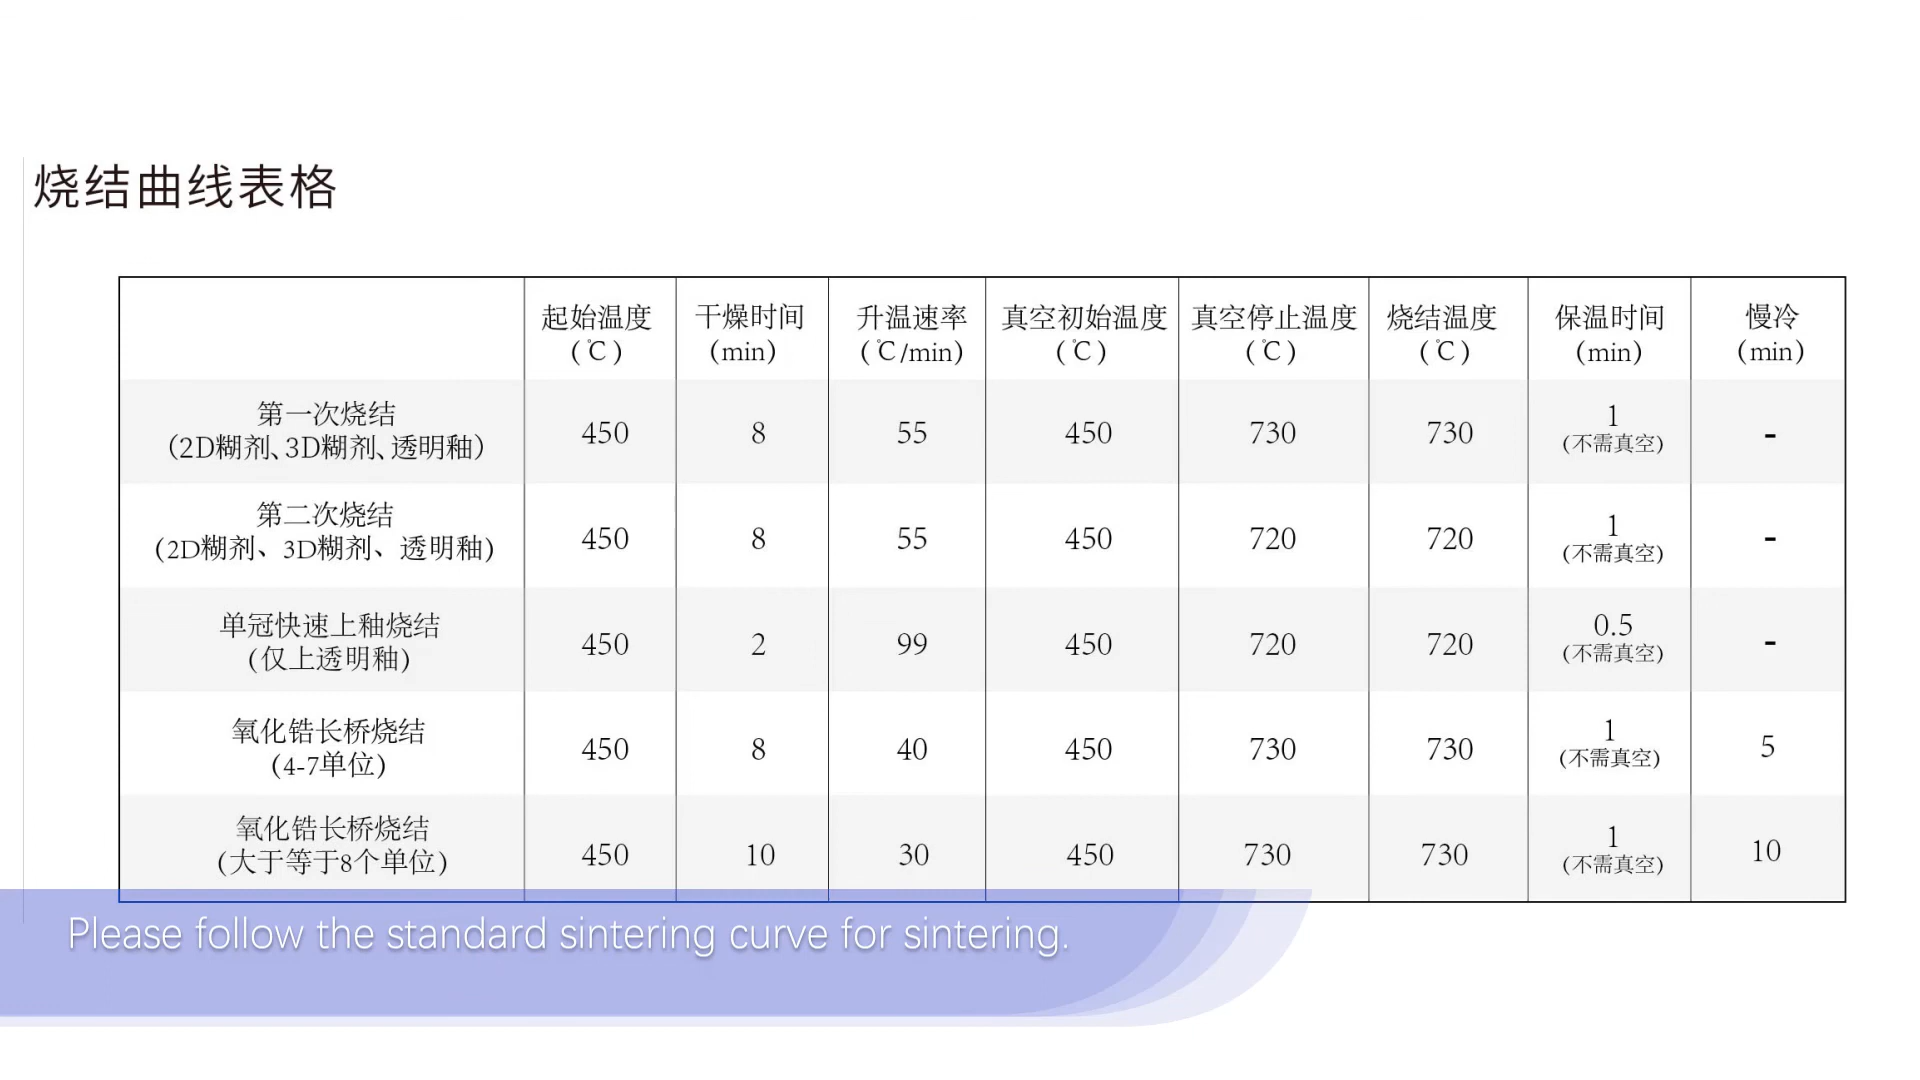 烧结曲线表格
起始温度 干燥时间 升温速率 真空初始温度 真空停止温度 烧结温度 保温时间 慢冷
(℃) (min) (℃/min) (℃) (℃) (℃) (min) (min)
第一次烧结
(2D糊剂、3D糊剂、透明釉)
450 8 55 450 730 730 1 -
(不需真空)
第二次烧结
(2D糊剂、3D糊剂、透明釉)
450 8 55 450 720 720 1 -
(不需真空)
单冠快速上釉烧结
(仅上透明釉)
450 2 99 450 720 720 0.5 -
(不需真空)
氧化锆长桥烧结
(4-7单位)
450 8 40 450 730 730 1 5
(不需真空)
氧化锆长桥烧结
(大于等于8个单位)
450 10 30 450 730 730 1 10
(不需真空)
Please follow the standard sintering curve for sintering.